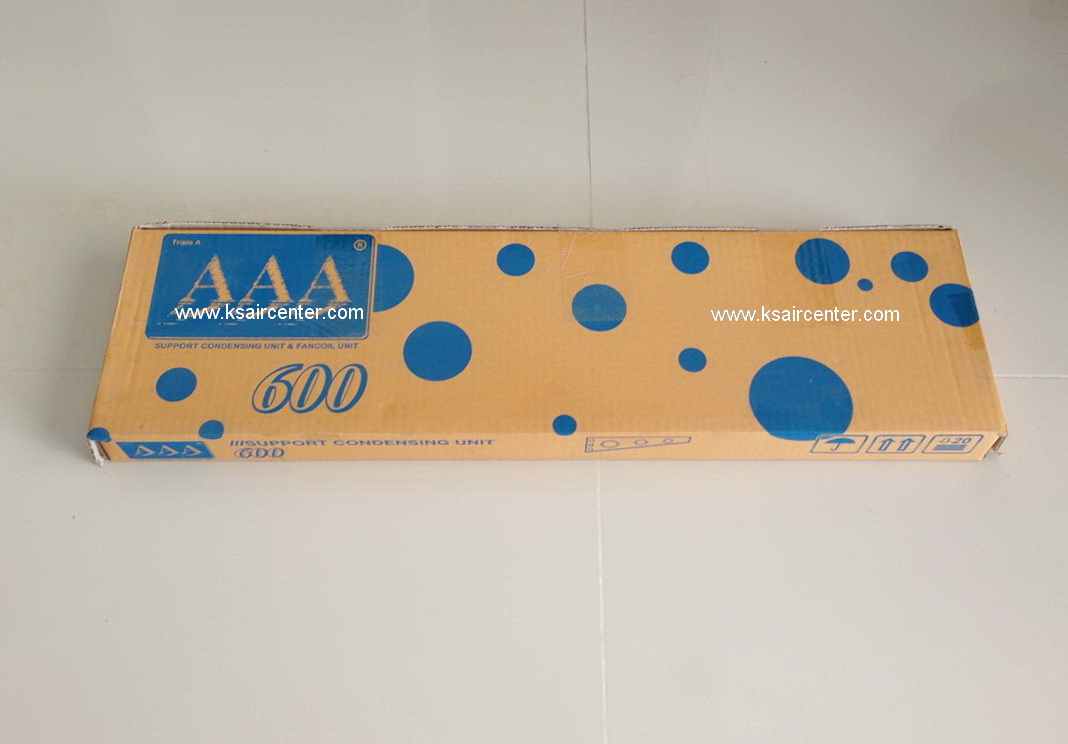 Triple A ®
AAA
www.ksaircenter.com
www.ksaircenter.com
SUPPORT CONDENSING UNIT & FANCOIL UNIT
600
AAA
///SUPPORT CONDENSING UNIT
600
20